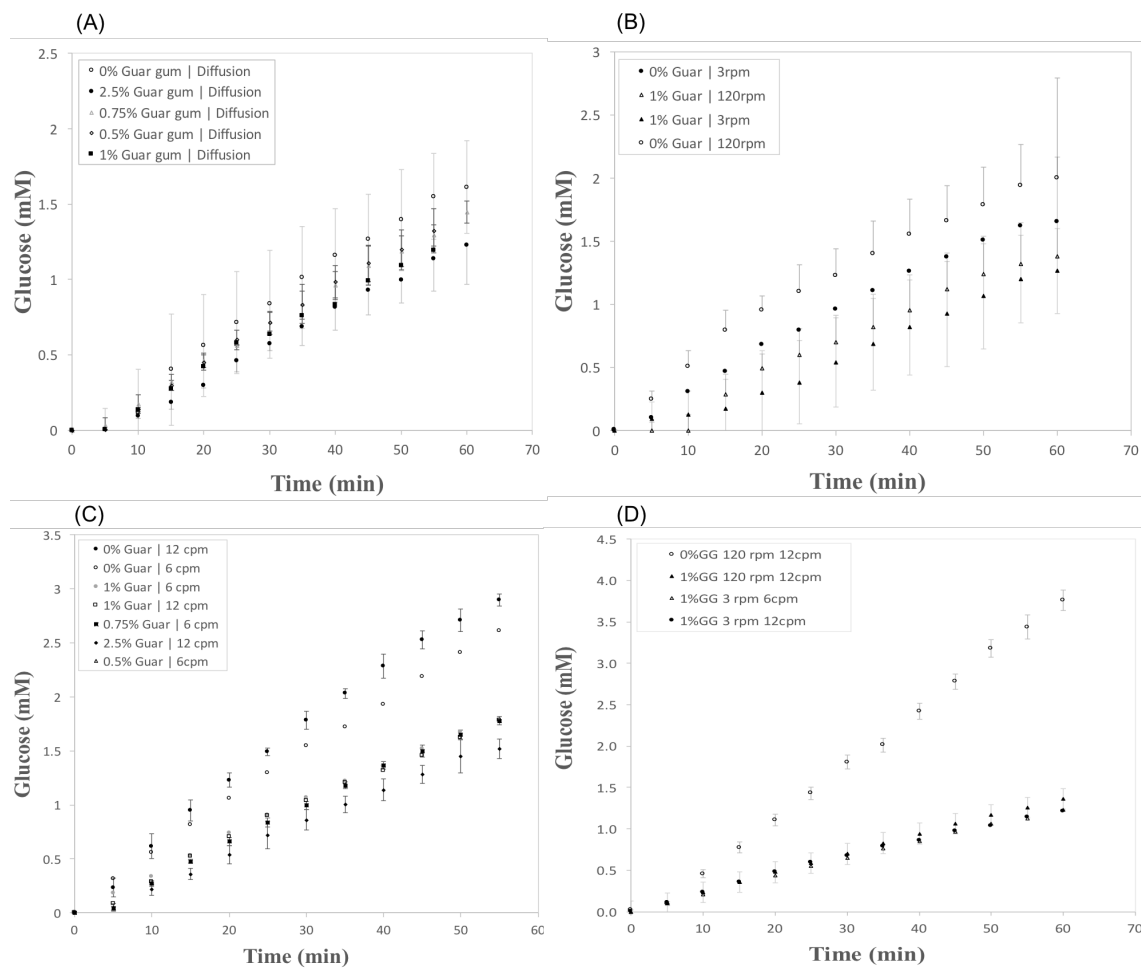 (A)
2.5
2
1.5
1
0.5
0
○ 0% Guar gum | Diffusion
● 2.5% Guar gum | Diffusion
▵ 0.75% Guar gum | Diffusion
◇ 0.5% Guar gum | Diffusion
■ 1% Guar gum | Diffusion
Glucose (mM)
0 10 20 30 40 50 60 70
Time (min)
(B)
3
2.5
2
1.5
1
0.5
0
● 0% Guar | 3rpm
△ 1% Guar | 120rpm
▲ 1% Guar | 3rpm
○ 0% Guar | 120rpm
Glucose (mM)
0 10 20 30 40 50 60 70
Time (min)
(C)
3.5
3
2.5
2
1.5
1
0.5
0
● 0% Guar | 12 cpm
○ 0% Guar | 6 cpm
● 1% Guar | 6 cpm
□ 1% Guar | 12 cpm
■ 0.75% Guar | 6 cpm
◆ 2.5% Guar | 12 cpm
△ 0.5% Guar | 6cpm
Glucose (mM)
0 10 20 30 40 50 60
Time (min)
(D)
4.5
4.0
3.5
3.0
2.5
2.0
1.5
1.0
0.5
0.0
○ 0%GG 120 rpm 12cpm
▲ 1%GG 120 rpm 12cpm
△ 1%GG 3 rpm 6cpm
● 1%GG 3 rpm 12cpm
Glucose (mM)
0 10 20 30 40 50 60 70
Time (min)